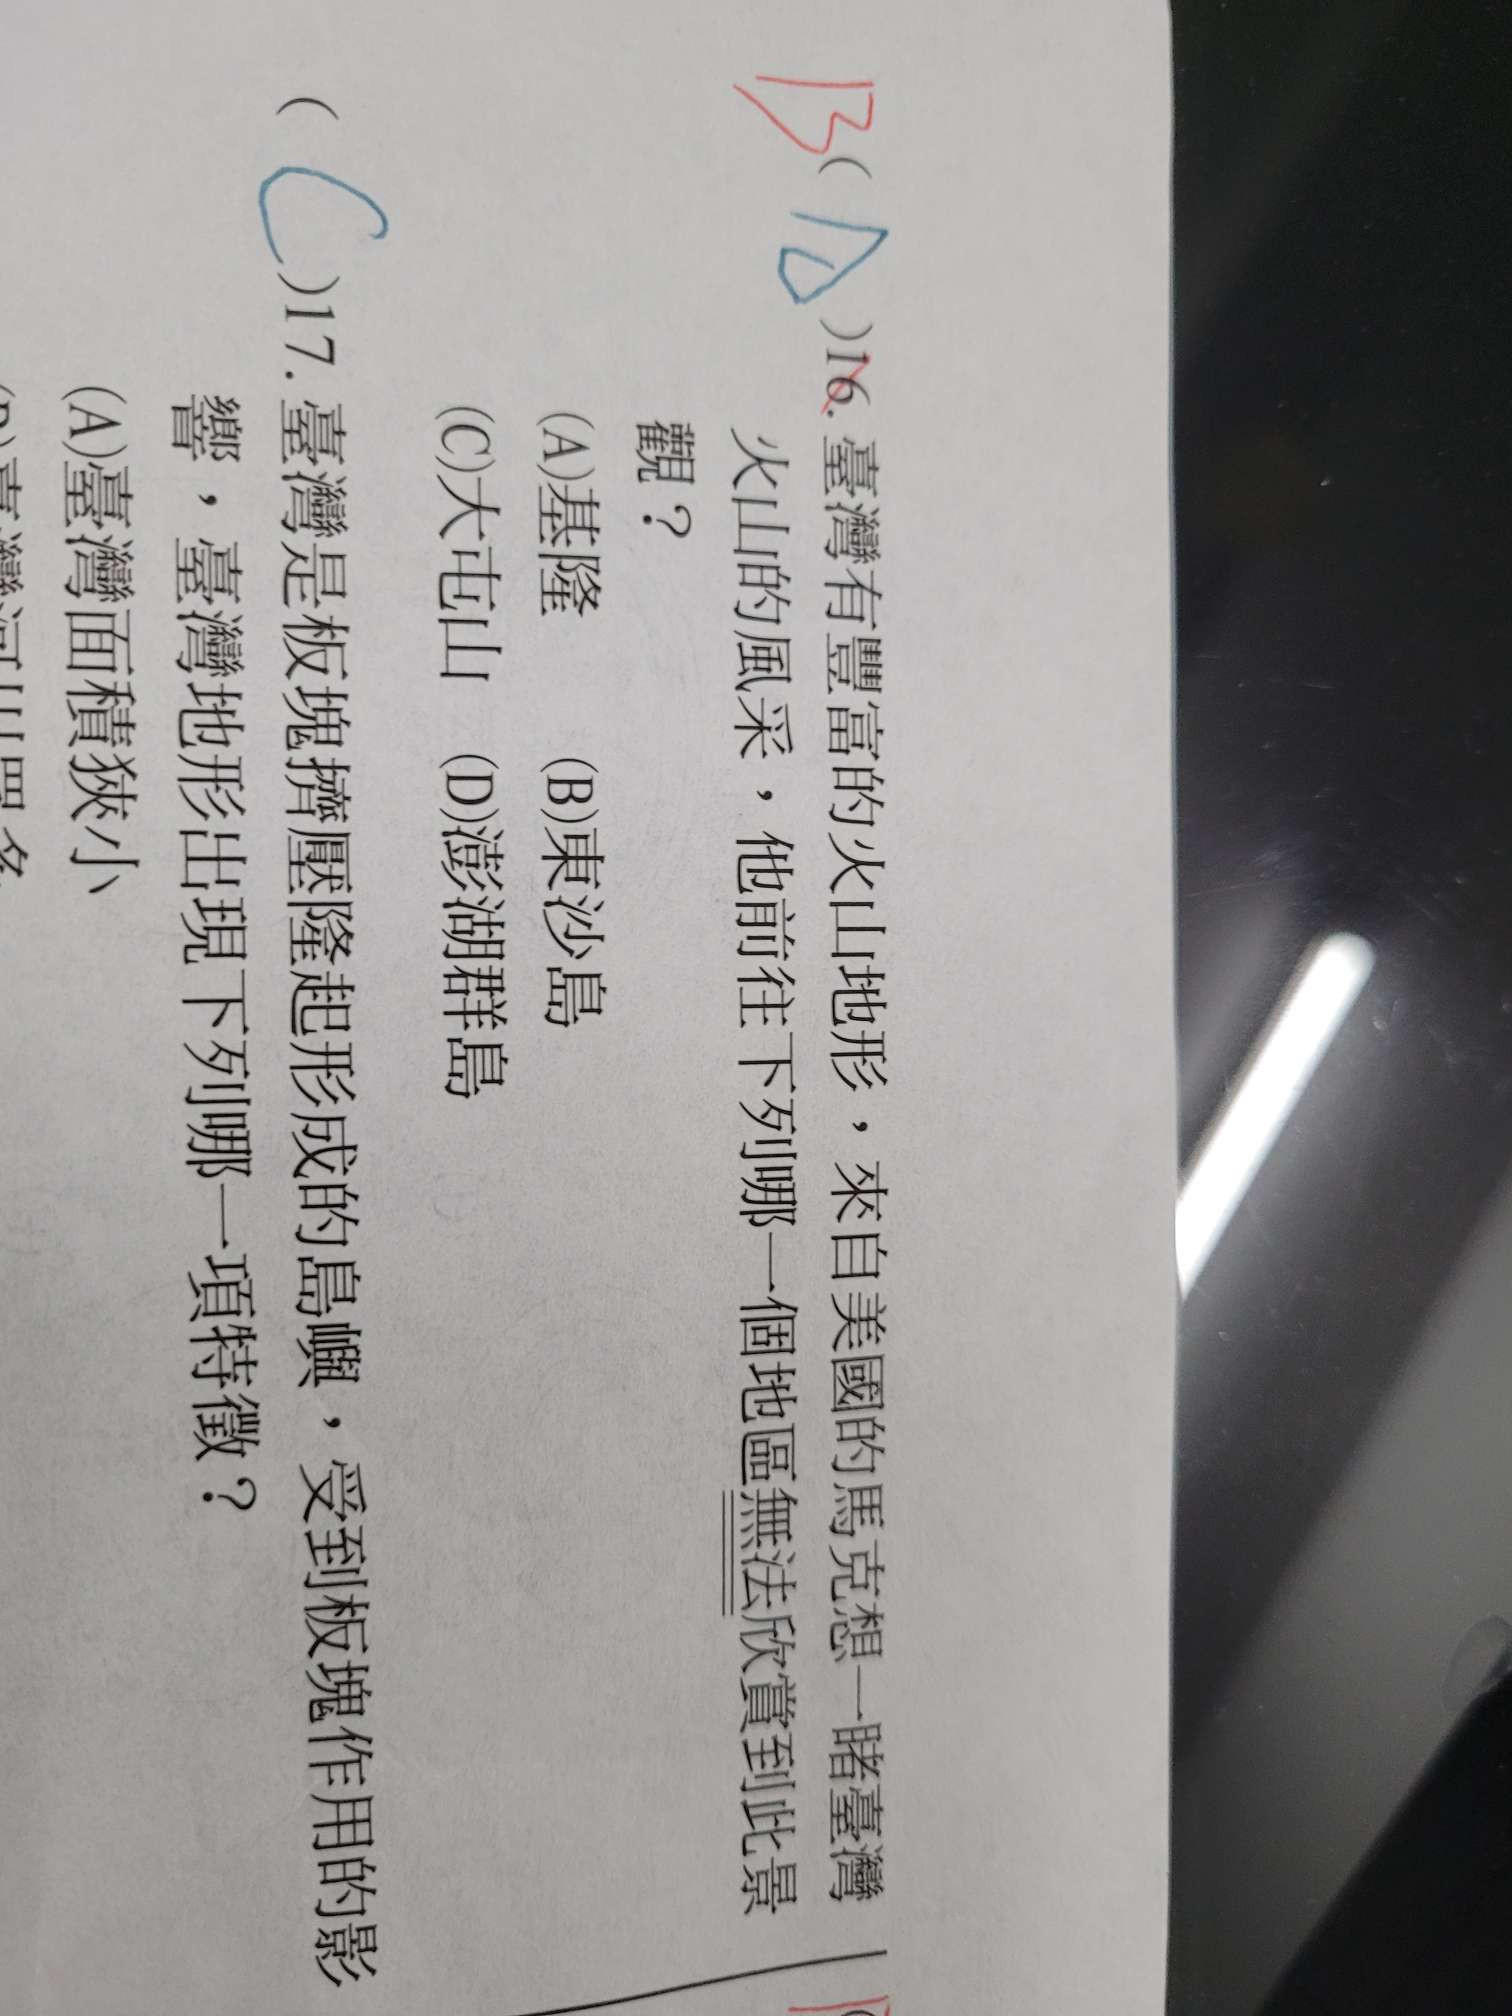 B( D )16. 臺灣有豐富的火山地形，來自美國的馬克想一睹臺灣
火山的風采，他前往下列哪一個地區無法欣賞到此景
觀？
(A)基隆 (B)東沙島
(C)大屯山 (D)澎湖群島
( C )17. 臺灣是板塊擠壓隆起形成的島嶼，受到板塊作用的影
響，臺灣地形出現下列哪一項特徵？
(A)臺灣面積狹小